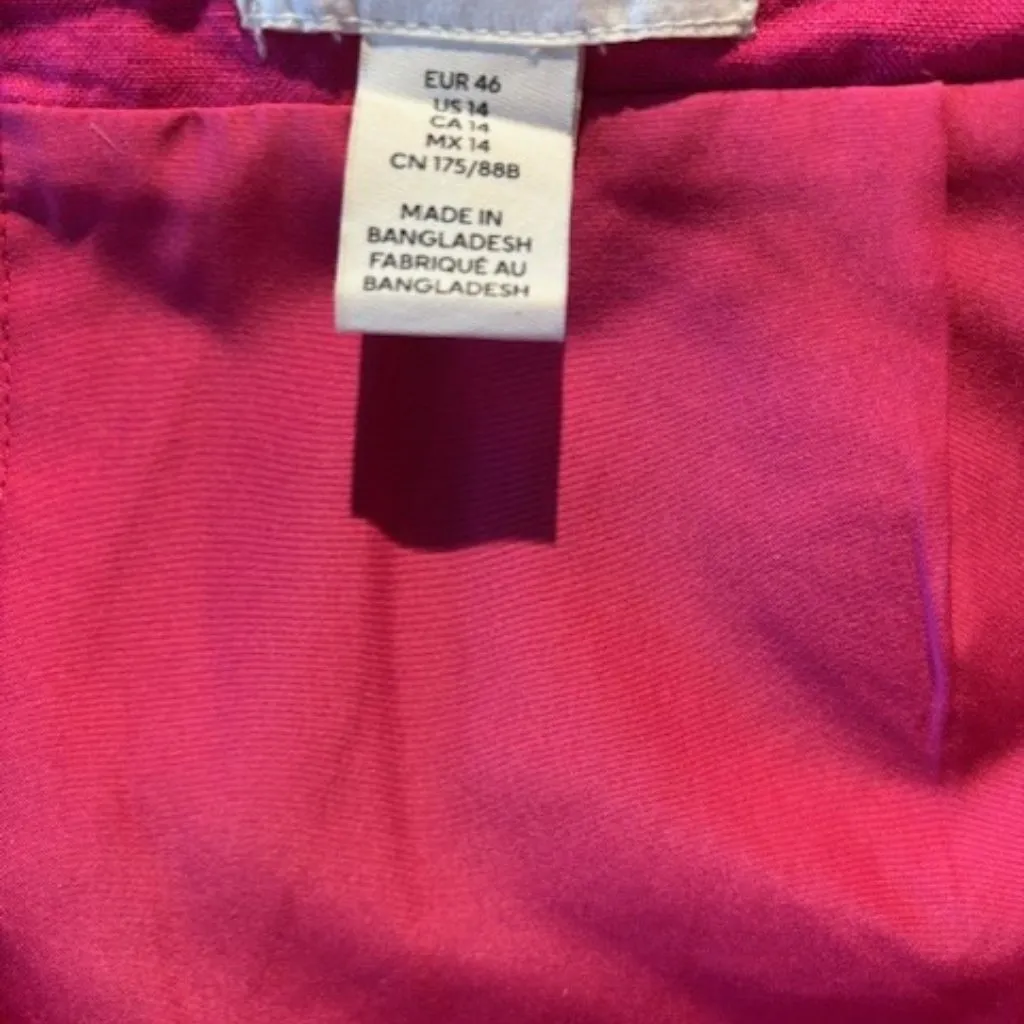 EUR 46
US 14
CA 14
MX 14
CN 175/88B
MADE IN
BANGLADESH
FABRIQUÉ AU
BANGLADESH